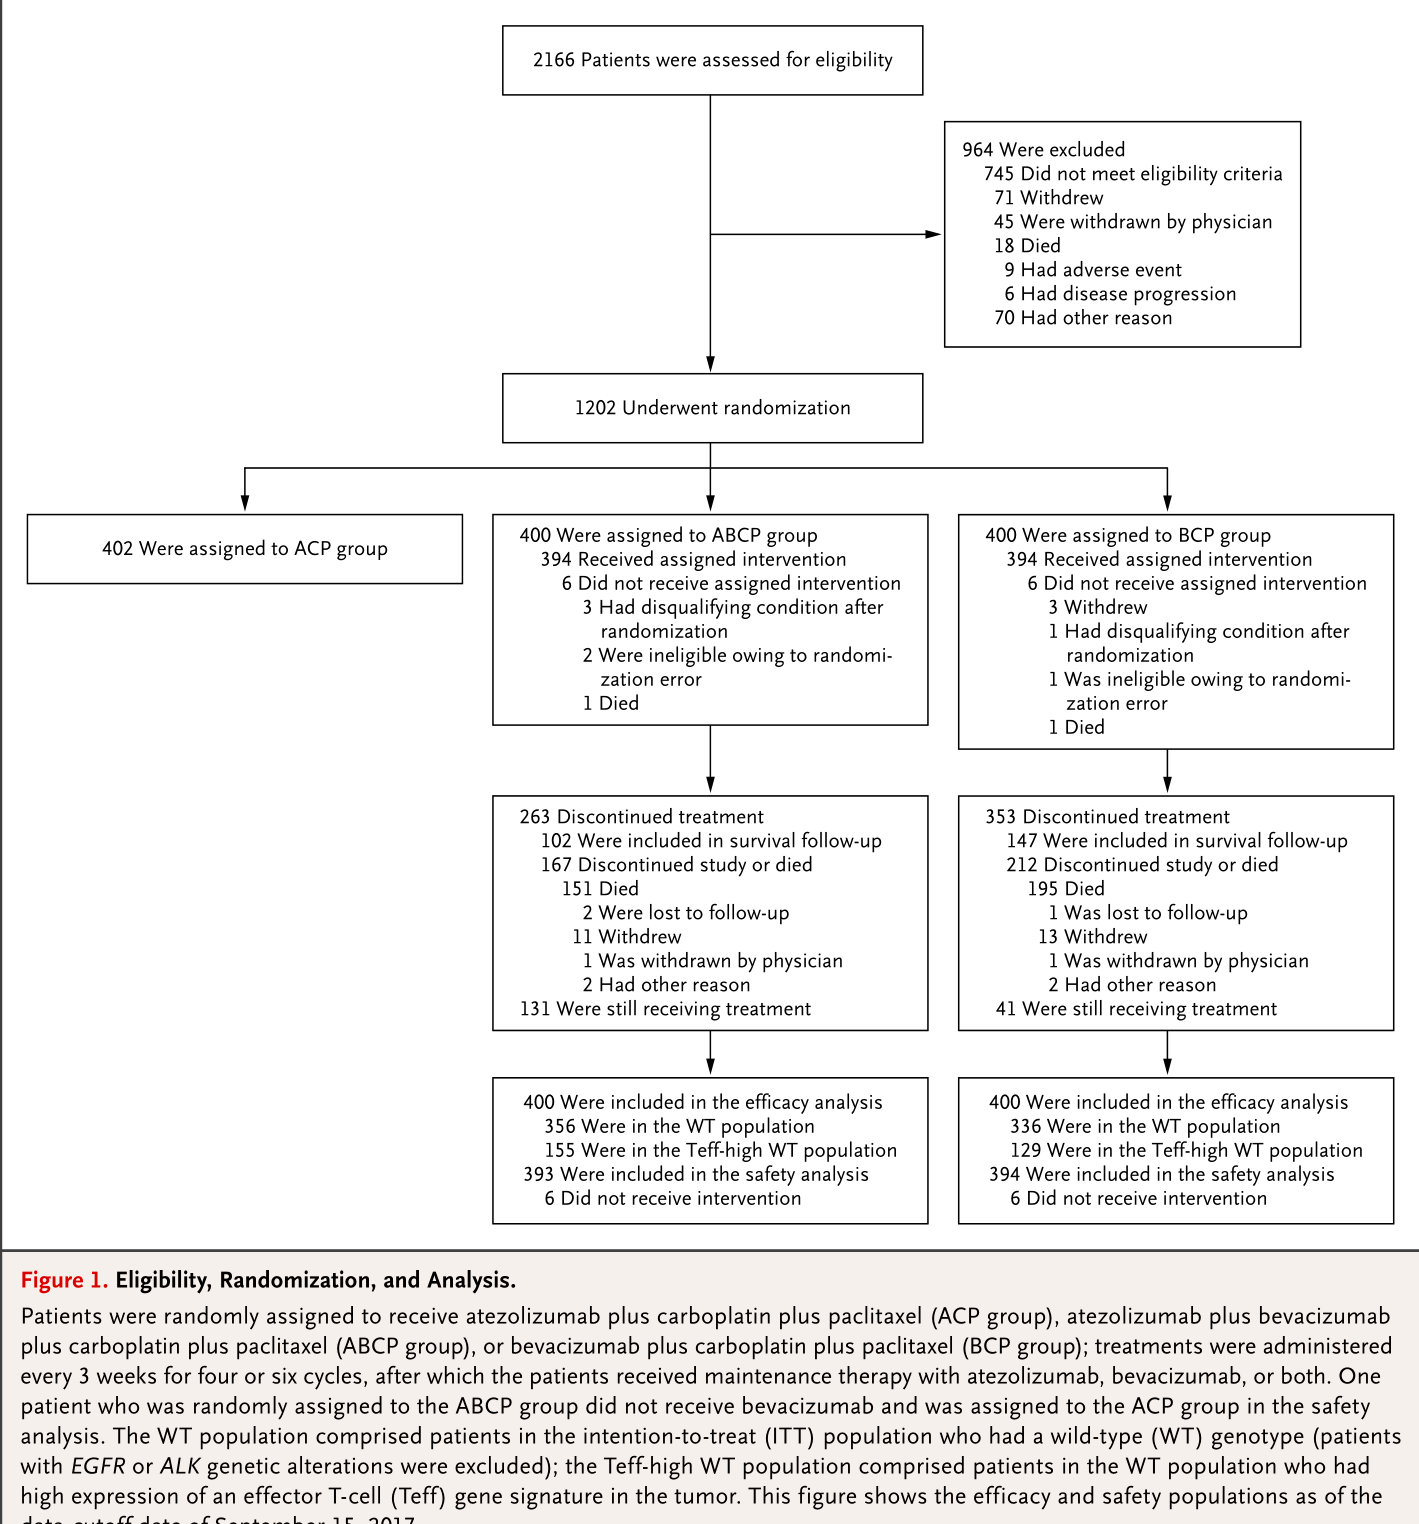 2166 Patients were assessed for eligibility
964 Were excluded
745 Did not meet eligibility criteria
71 Withdrew
45 Were withdrawn by physician
18 Died
9 Had adverse event
6 Had disease progression
70 Had other reason
1202 Underwent randomization
402 Were assigned to ACP group
400 Were assigned to ABCP group
394 Received assigned intervention
6 Did not receive assigned intervention
3 Had disqualifying condition after
randomization
2 Were ineligible owing to randomi-
zation error
1 Died
400 Were assigned to BCP group
394 Received assigned intervention
6 Did not receive assigned intervention
3 Withdrew
1 Had disqualifying condition after
randomization
1 Was ineligible owing to randomi-
zation error
1 Died
263 Discontinued treatment
102 Were included in survival follow-up
167 Discontinued study or died
151 Died
2 Were lost to follow-up
11 Withdrew
1 Was withdrawn by physician
2 Had other reason
131 Were still receiving treatment
353 Discontinued treatment
147 Were included in survival follow-up
212 Discontinued study or died
195 Died
1 Was lost to follow-up
13 Withdrew
1 Was withdrawn by physician
2 Had other reason
41 Were still receiving treatment
400 Were included in the efficacy analysis
356 Were in the WT population
155 Were in the Teff-high WT population
393 Were included in the safety analysis
6 Did not receive intervention
400 Were included in the efficacy analysis
336 Were in the WT population
129 Were in the Teff-high WT population
394 Were included in the safety analysis
6 Did not receive intervention
Figure 1. Eligibility, Randomization, and Analysis.
Patients were randomly assigned to receive atezolizumab plus carboplatin plus paclitaxel (ACP group), atezolizumab plus bevacizumab
plus carboplatin plus paclitaxel (ABCP group), or bevacizumab plus carboplatin plus paclitaxel (BCP group); treatments were administered
every 3 weeks for four or six cycles, after which the patients received maintenance therapy with atezolizumab, bevacizumab, or both. One
patient who was randomly assigned to the ABCP group did not receive bevacizumab and was assigned to the ACP group in the safety
analysis. The WT population comprised patients in the intention-to-treat (ITT) population who had a wild-type (WT) genotype (patients
with EGFR or ALK genetic alterations were excluded); the Teff-high WT population comprised patients in the WT population who had
high expression of an effector T-cell (Teff) gene signature in the tumor. This figure shows the efficacy and safety populations as of the
data-cutoff date of September 15, 2017.